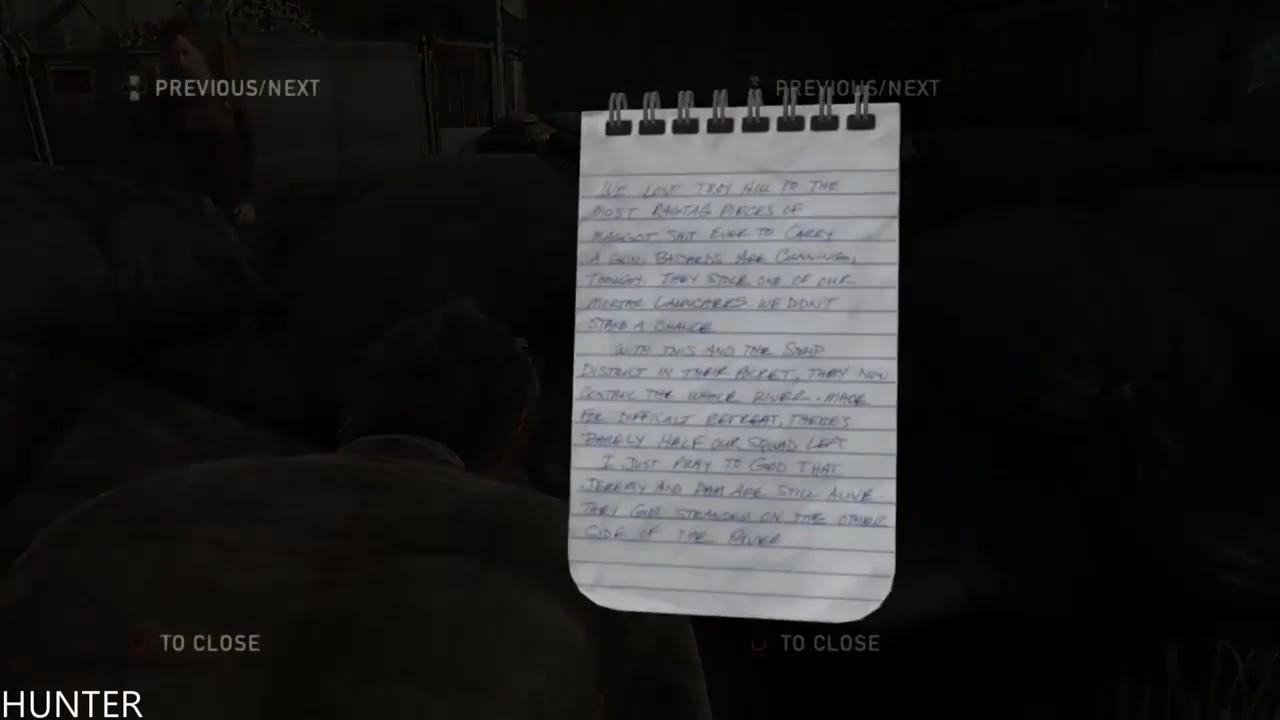 PREVIOUS/NEXT
PREVIOUS/NEXT
WE LOST TROY HILL TO THE
MOST RAGTAG PIECES OF
MAGGOT SHIT EVER TO CARRY
A GUN. BASTARDS ARE CUNNING,
THOUGH. THEY STOLE ONE OF OUR
MORTAR LAUNCHERS WE DIDN'T
STAND A CHANCE
WITH THIS AND THE STRIP
DISTRICT IN THEIR POCKET, THEY NOW
CONTROL THE WHOLE RIVER. MADE
FOR DIFFICULT RETREAT, THERE'S
BARELY HALF OUR SQUAD LEFT
I JUST PRAY TO GOD THAT
JEREMY AND PAM ARE STILL ALIVE.
THEY GOT STRANDED ON THE OTHER
SIDE OF THE RIVER
TO CLOSE
TO CLOSE
HUNTER